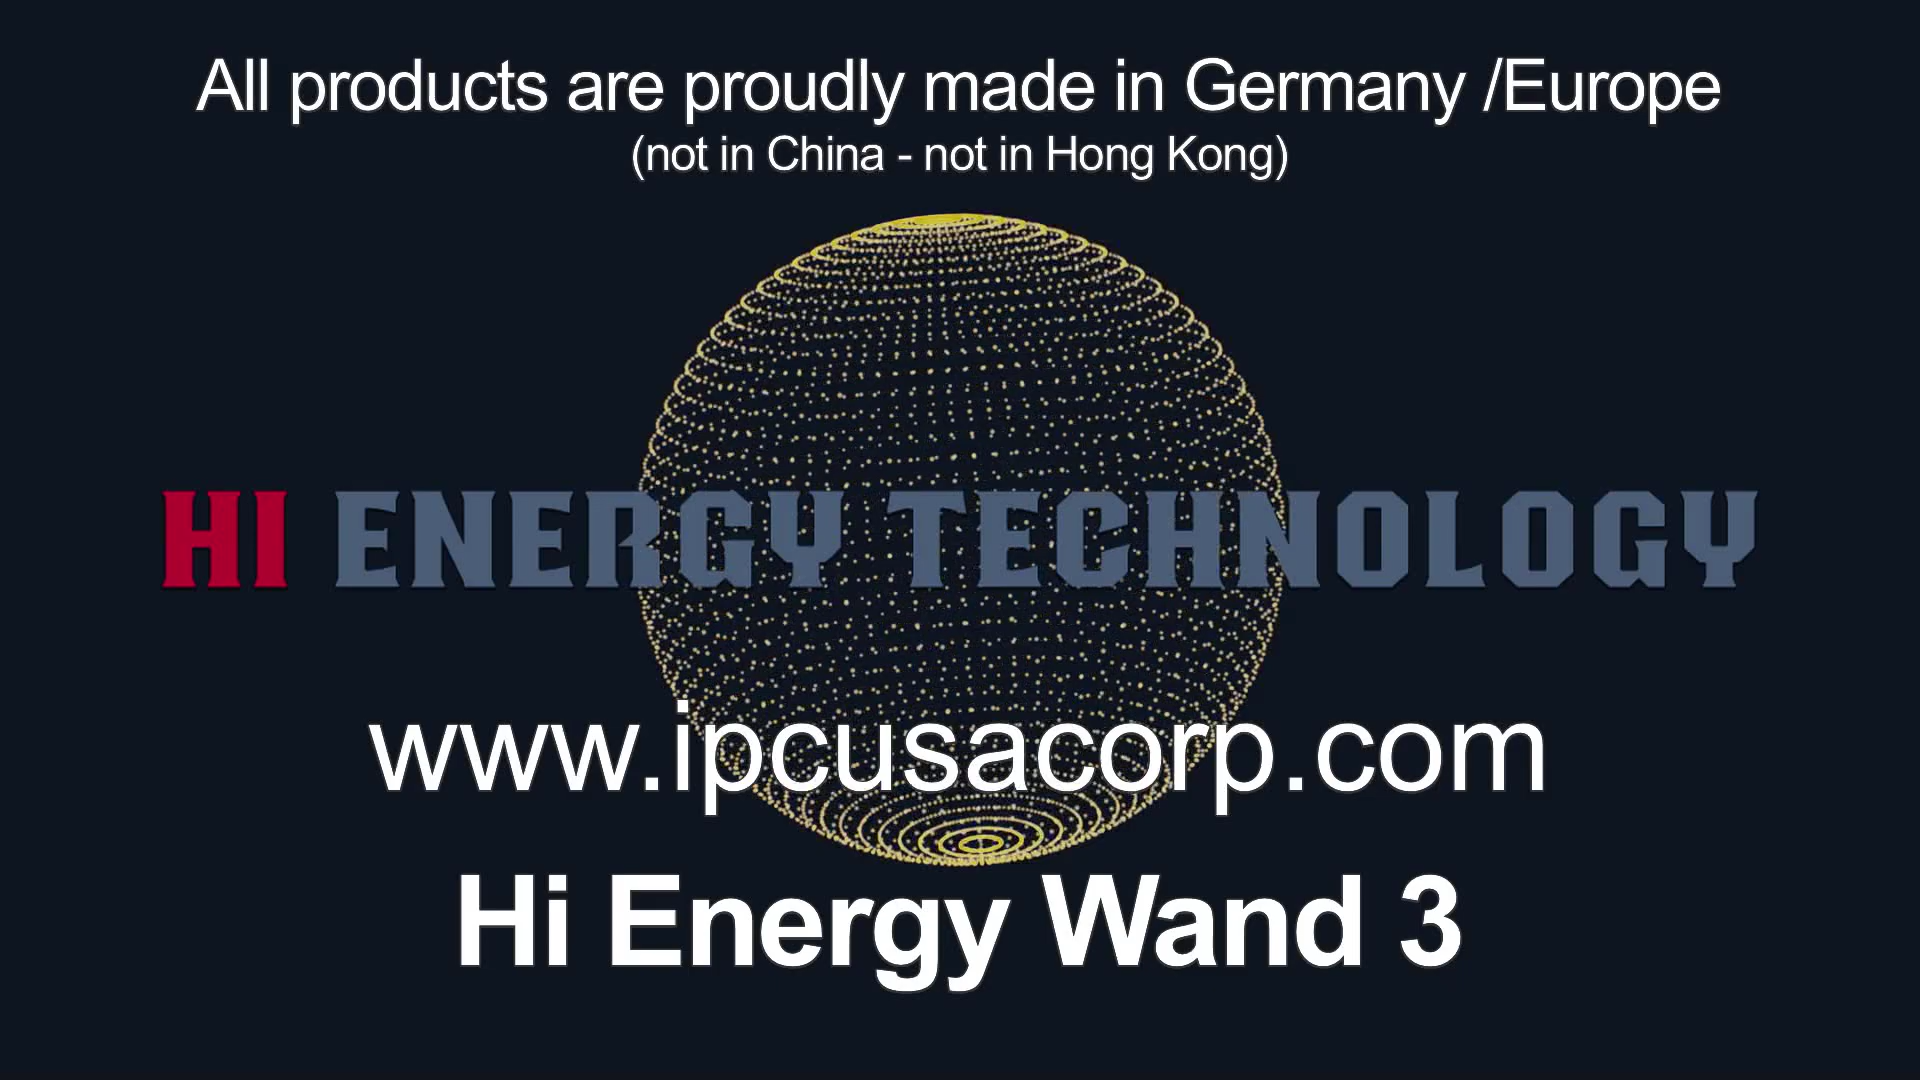 All products are proudly made in Germany /Europe
(not in China - not in Hong Kong)
HI ENERGY TECHNOLOGY
www.ipcusacorp.com
Hi Energy Wand 3